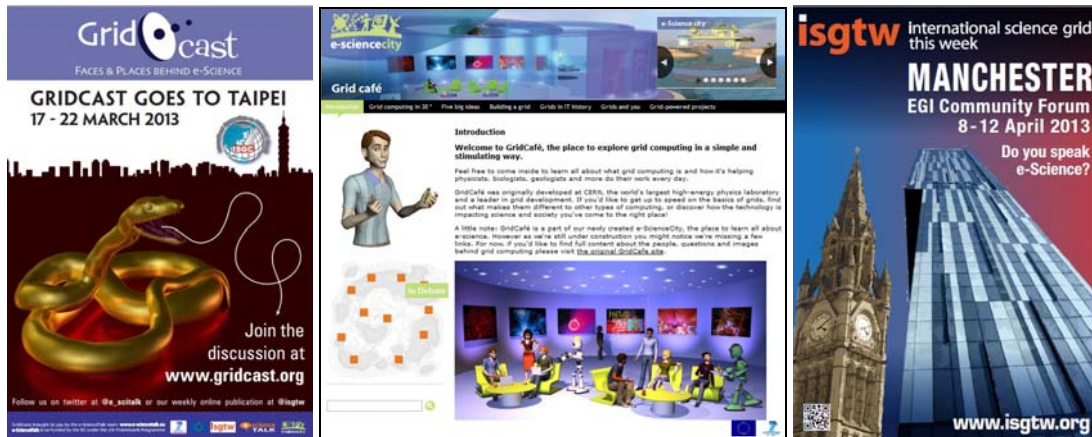 Grid cast
FACES & PLACES BEHIND e-SCIENCE
GRIDCAST GOES TO TAIPEI
17 - 22 MARCH 2013
ISGC
Join the
discussion at
www.gridcast.org
Follow us on twitter at @e_scitalk or our weekly online publication at @isgtw
e-sciencecity
e-Science city
Grid café
Introduction Grid computing in 30" Five big ideas Building a grid Grids in IT history Grids and you Grid-powered projects
Introduction
Welcome to GridCafé, the place to explore grid computing in a simple and
stimulating way.
Feel free to come inside to learn all about what grid computing is and how it's helping
physicists, biologists, geologists and more do their work every day.
GridCafé was originally developed at CERN, the world's largest high-energy physics laboratory
and a leader in grid development. If you'd like to get up to speed on the basics of grids, find
out what makes them different to other types of computing, or discover how the technology is
impacting science and society you've come to the right place!
A little note: GridCafé is a part of our newly created e-ScienceCity, the place to learn all about
e-science. However as we're still under construction you might notice we're missing a few
links. For now, if you'd like to find full content about the people, questions and images
behind grid computing please visit the original GridCafe site.
In Debate
isgtw International science grid
this week
MANCHESTER
EGI Community Forum
8-12 April 2013
Do you speak
e-Science?
www.isgtw.org